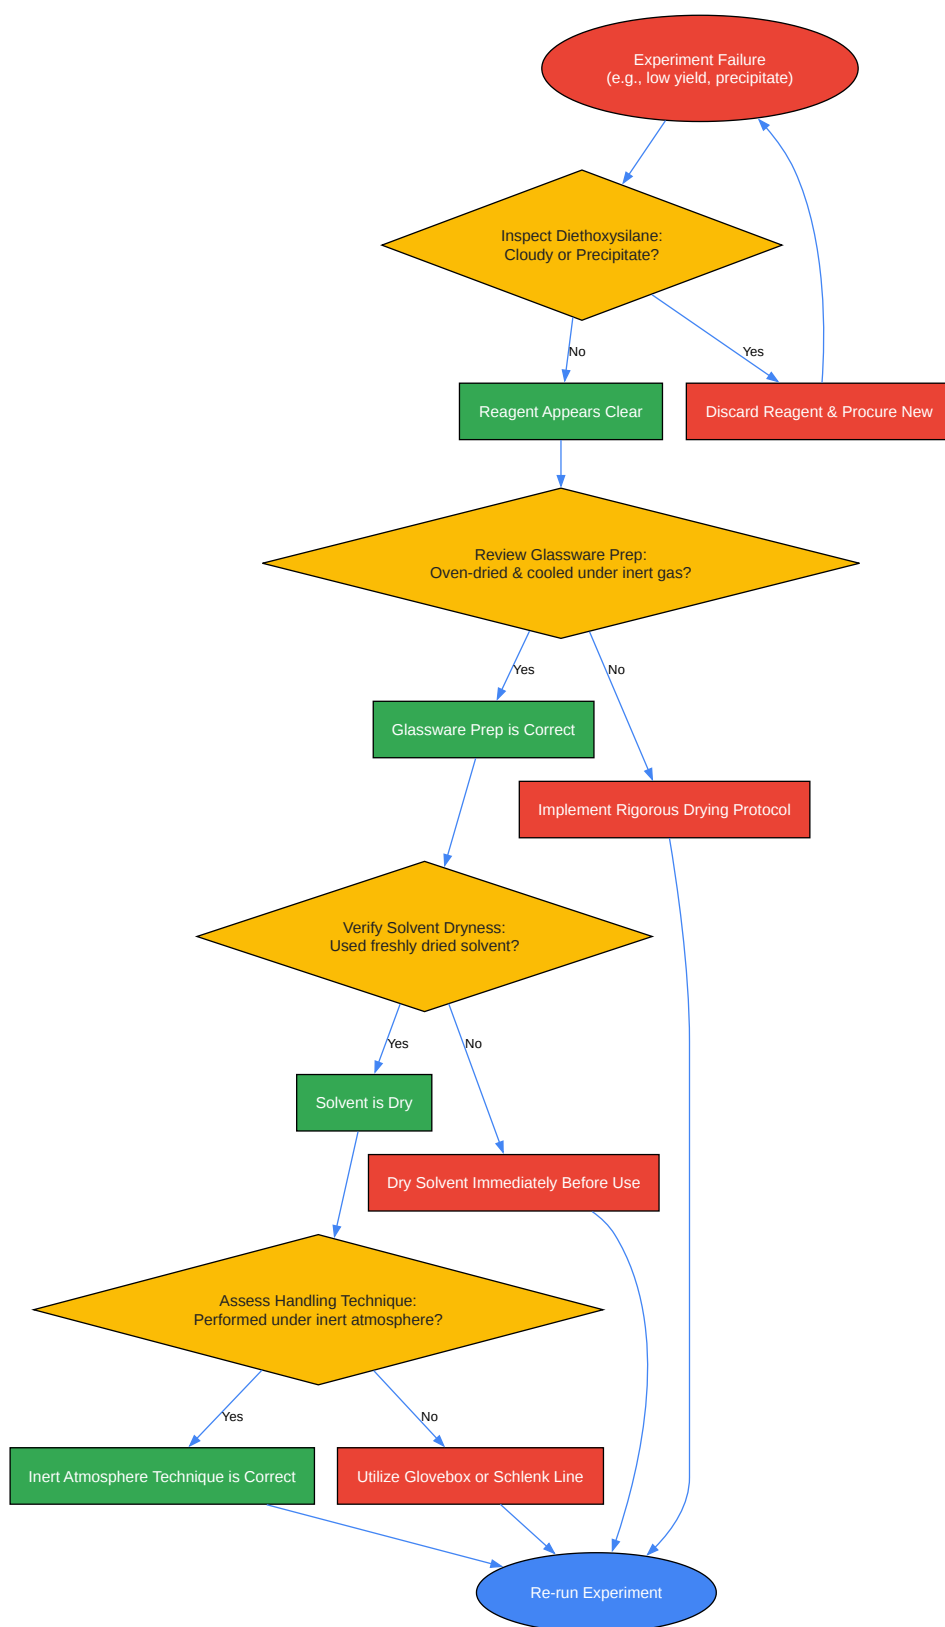 Experiment Failure
(e.g., low yield, precipitate)
Inspect Diethoxysilane:
Cloudy or Precipitate?
No
Yes
Reagent Appears Clear
Discard Reagent & Procure New
Review Glassware Prep:
Oven-dried & cooled under inert gas?
Yes
No
Glassware Prep is Correct
Implement Rigorous Drying Protocol
Verify Solvent Dryness:
Used freshly dried solvent?
Yes
No
Solvent is Dry
Dry Solvent Immediately Before Use
Assess Handling Technique:
Performed under inert atmosphere?
Yes
No
Inert Atmosphere Technique is Correct
Utilize Glovebox or Schlenk Line
Re-run Experiment